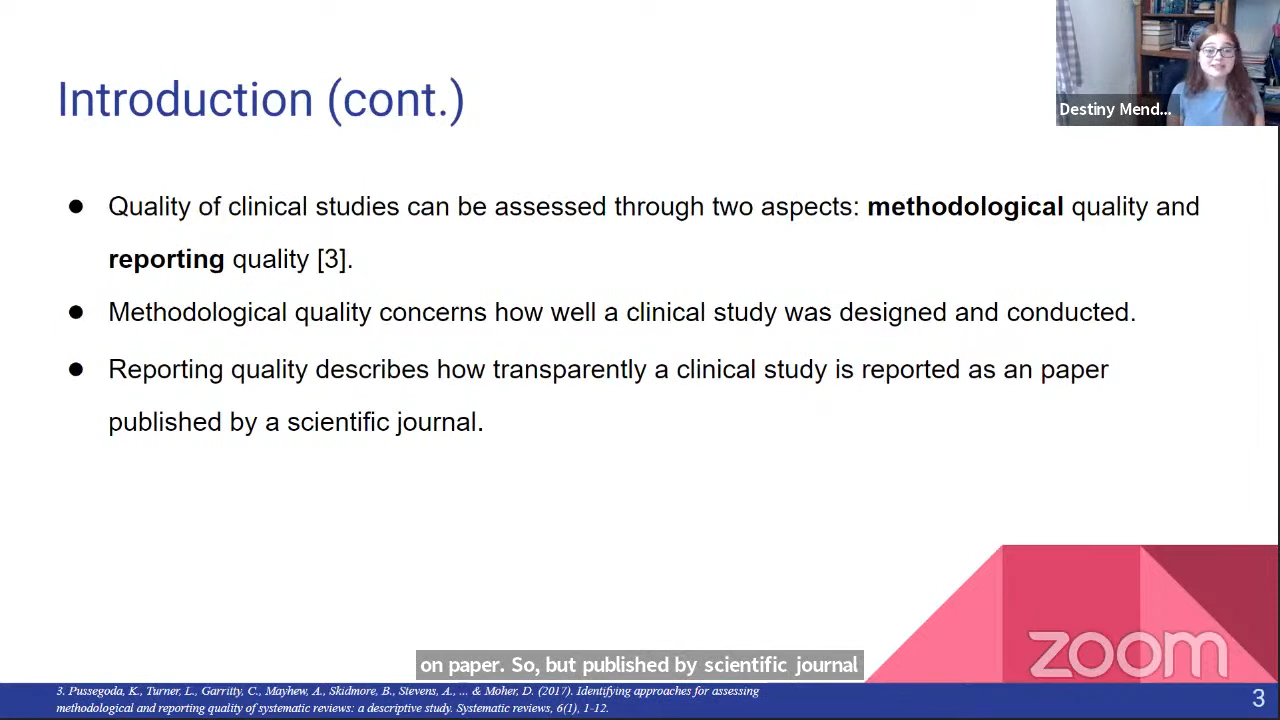 Introduction (cont.)
Destiny Mend...
● Quality of clinical studies can be assessed through two aspects: methodological quality and
reporting quality [3].
● Methodological quality concerns how well a clinical study was designed and conducted.
● Reporting quality describes how transparently a clinical study is reported as an paper
published by a scientific journal.
zoom
on paper. So, but published by scientific journal
3. Pussegoda, K., Turner, L., Garritty, C., Mayhew, A., Skidmore, B., Stevens, A., ... & Moher, D. (2017). Identifying approaches for assessing
methodological and reporting quality of systematic reviews: a descriptive study. Systematic reviews, 6(1), 1-12.
3